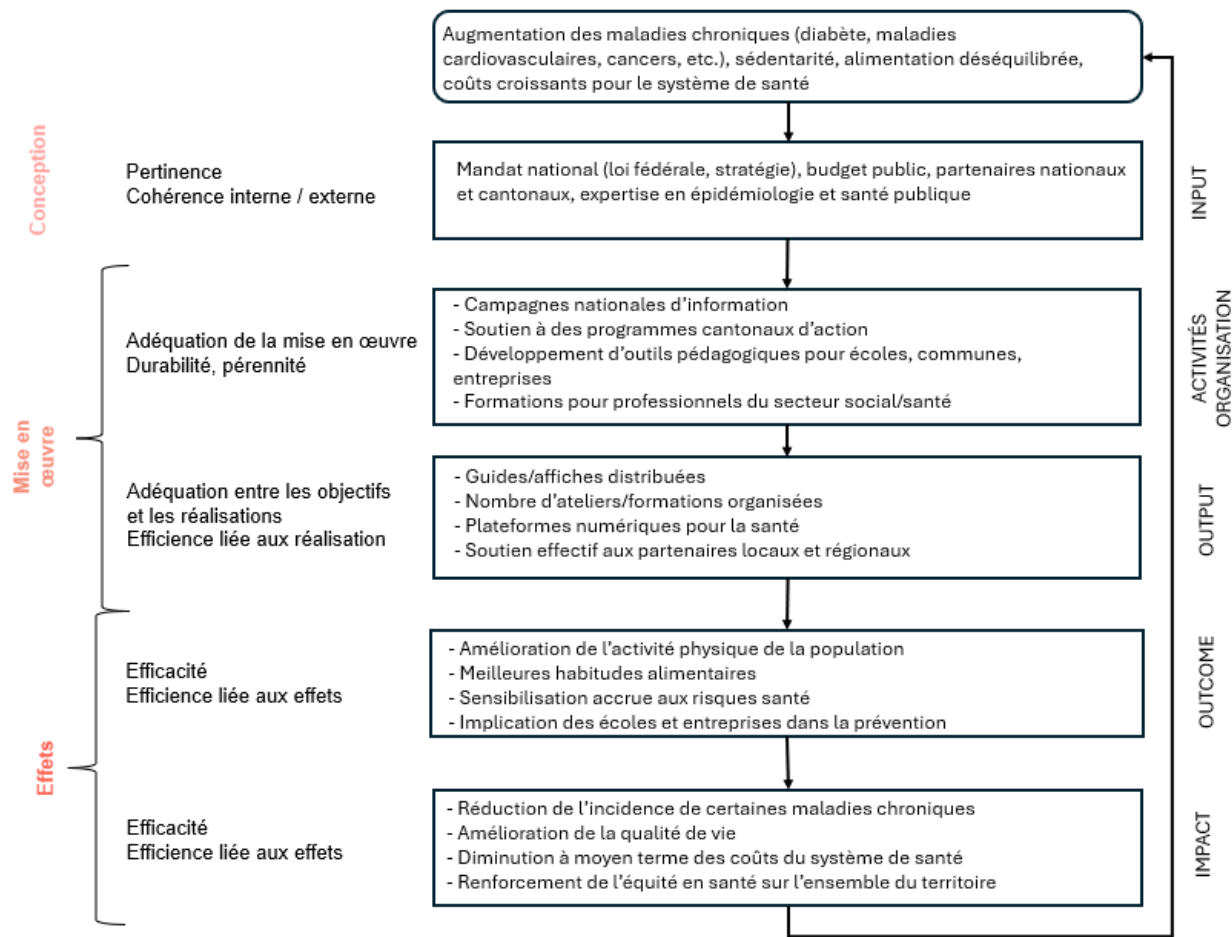 Augmentation des maladies chroniques (diabète, maladies
cardiovasculaires, cancers, etc.), sédentarité, alimentation déséquilibrée,
coûts croissants pour le système de santé
Conception
Pertinence
Cohérence interne / externe
Mandat national (loi fédérale, stratégie), budget public, partenaires nationaux
et cantonaux, expertise en épidémiologie et santé publique
INPUT
Mise en
œuvre
Adéquation de la mise en œuvre
Durabilité, pérennité
- Campagnes nationales d’information
- Soutien à des programmes cantonaux d’action
- Développement d’outils pédagogiques pour écoles, communes,
entreprises
- Formations pour professionnels du secteur social/santé
ACTIVITÉS
ORGANISATION
Adéquation entre les objectifs
et les réalisations
Efficience liée aux réalisation
- Guides/affiches distribuées
- Nombre d’ateliers/formations organisées
- Plateformes numériques pour la santé
- Soutien effectif aux partenaires locaux et régionaux
OUTPUT
Effets
Efficacité
Efficience liée aux effets
- Amélioration de l’activité physique de la population
- Meilleures habitudes alimentaires
- Sensibilisation accrue aux risques santé
- Implication des écoles et entreprises dans la prévention
OUTCOME
Efficacité
Efficience liée aux effets
- Réduction de l’incidence de certaines maladies chroniques
- Amélioration de la qualité de vie
- Diminution à moyen terme des coûts du système de santé
- Renforcement de l’équité en santé sur l’ensemble du territoire
IMPACT